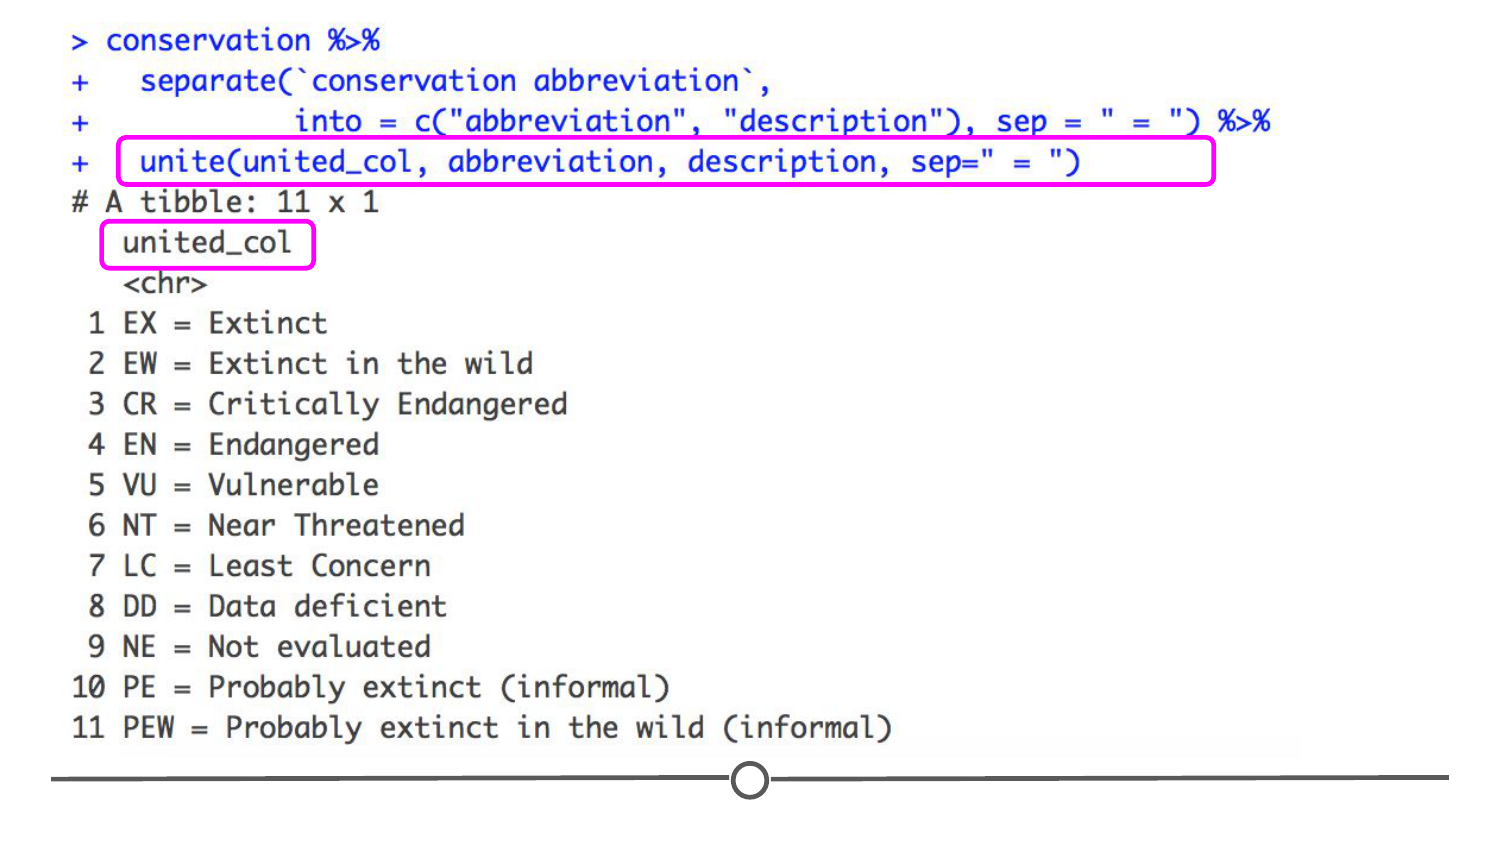 > conservation %>%
+   separate(`conservation abbreviation`,
+            into = c("abbreviation", "description"), sep = " = ") %>%
+   unite(united_col, abbreviation, description, sep=" = ")
# A tibble: 11 x 1
   united_col
   <chr>
 1 EX = Extinct
 2 EW = Extinct in the wild
 3 CR = Critically Endangered
 4 EN = Endangered
 5 VU = Vulnerable
 6 NT = Near Threatened
 7 LC = Least Concern
 8 DD = Data deficient
 9 NE = Not evaluated
10 PE = Probably extinct (informal)
11 PEW = Probably extinct in the wild (informal)